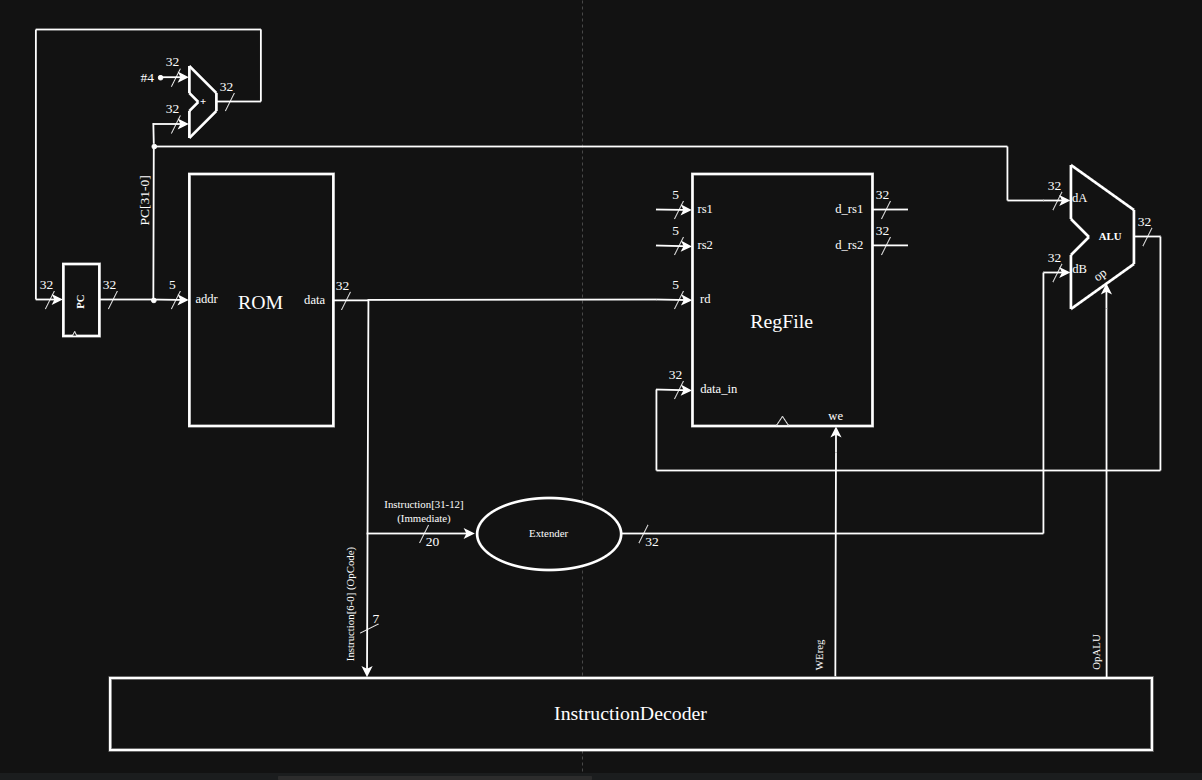 32
#4
32
+
32
PC[31-0]
32
PC
32
5
addr
ROM
data
32
5
rs1
5
rs2
5
rd
RegFile
32
data_in
we
d_rs1
32
d_rs2
32
32
dA
ALU
32
32
dB
op
Instruction[31-12]
(Immediate)
20
Extender
32
Instruction[6-0] (OpCode)
7
WEreg
OpALU
InstructionDecoder